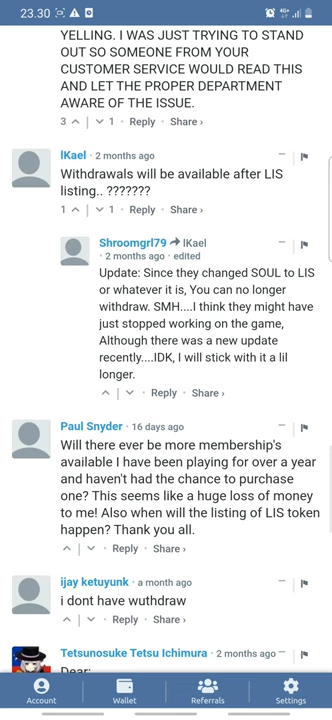 23.30
4G+
YELLING. I WAS JUST TRYING TO STAND
OUT SO SOMEONE FROM YOUR
CUSTOMER SERVICE WOULD READ THIS
AND LET THE PROPER DEPARTMENT
AWARE OF THE ISSUE.
3 | 1 · Reply · Share ›
IKael · 2 months ago
Withdrawals will be available after LIS
listing.. ???????
1 | 1 · Reply · Share ›
Shroomgrl79 IKael
· 2 months ago · edited
Update: Since they changed SOUL to LIS
or whatever it is, You can no longer
withdraw. SMH....I think they might have
just stopped working on the game,
Although there was a new update
recently....IDK, I will stick with it a lil
longer.
| · Reply · Share ›
Paul Snyder · 16 days ago
Will there ever be more membership's
available I have been playing for over a year
and haven't had the chance to purchase
one? This seems like a huge loss of money
to me! Also when will the listing of LIS token
happen? Thank you all.
| · Reply · Share ›
ijay ketuyunk · a month ago
i dont have wuthdraw
| · Reply · Share ›
Tetsunosuke Tetsu Ichimura · 2 months ago
Dear:
Account Wallet Referrals Settings